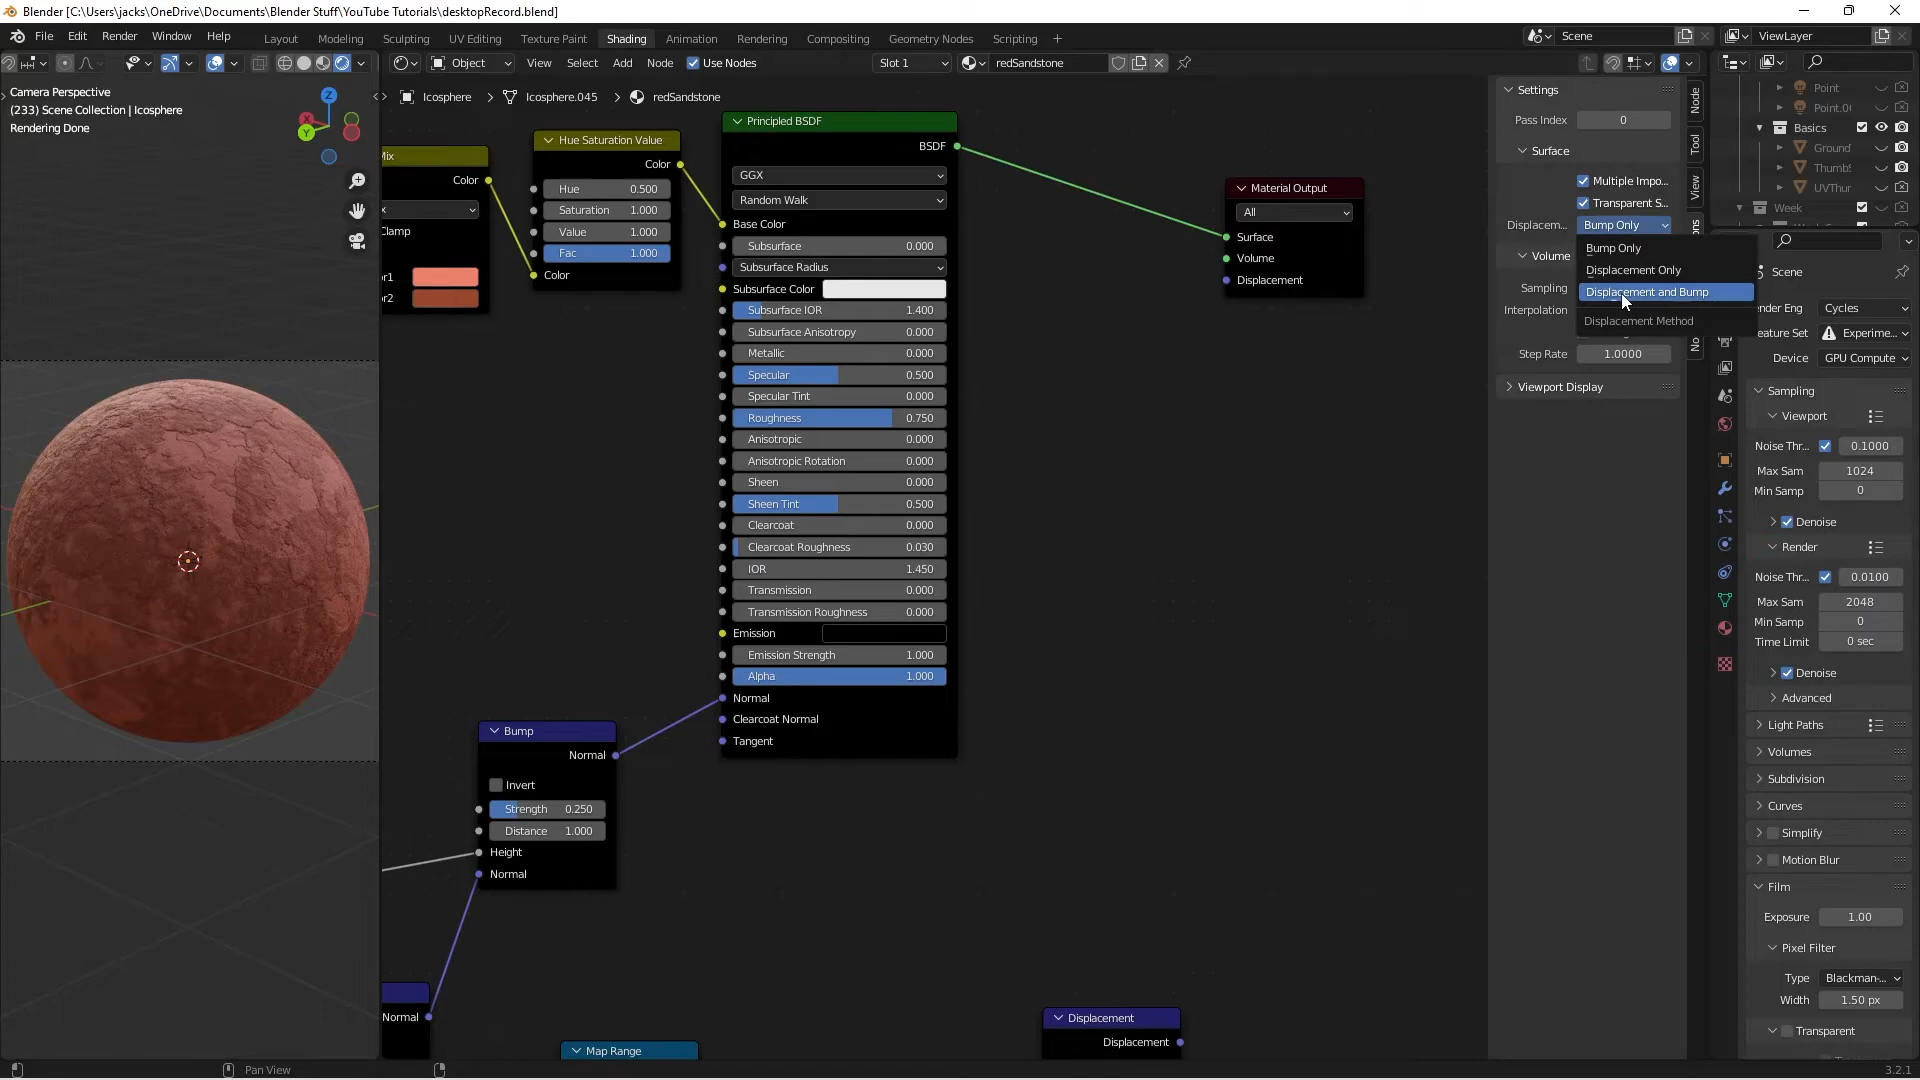 Blender [C:\Users\jacks\OneDrive\Documents\Blender Stuff\YouTube Tutorials\desktopRecord.blend]
File Edit Render Window Help Layout Modeling Sculpting UV Editing Texture Paint Shading Animation Rendering Compositing Geometry Nodes Scripting +
Scene ViewLayer
Object View Select Add Node Use Nodes Slot 1 redSandstone
Camera Perspective
(233) Scene Collection | Icosphere
Rendering Done
Z
X
Y
Icosphere > Icosphere.045 > redSandstone
Mix
Color
Clamp
Hue Saturation Value
Color
Hue 0.500
Saturation 1.000
Value 1.000
Fac 1.000
Color
Principled BSDF
BSDF
GGX
Random Walk
Base Color
Subsurface 0.000
Subsurface Radius
Subsurface Color
Subsurface IOR 1.400
Subsurface Anisotropy 0.000
Metallic 0.000
Specular 0.500
Specular Tint 0.000
Roughness 0.750
Anisotropic 0.000
Anisotropic Rotation 0.000
Sheen 0.000
Sheen Tint 0.500
Clearcoat 0.000
Clearcoat Roughness 0.030
IOR 1.450
Transmission 0.000
Transmission Roughness 0.000
Emission
Emission Strength 1.000
Alpha 1.000
Normal
Clearcoat Normal
Tangent
Bump
Normal
Invert
Strength 0.250
Distance 1.000
Height
Normal
Normal
Map Range
Displacement
Displacement
Material Output
All
Surface
Volume
Displacement
Settings
Pass Index 0
Surface
Multiple Impo...
Transparent S...
Displacem... Bump Only
Bump Only
Displacement Only
Displacement and Bump
Displacement Method
Volume
Sampling
Interpolation
Step Rate 1.0000
Viewport Display
Node
Tool
View
Point
Point.0
Basics
Ground
Thumb
UVThur
Week
Scene
nder Eng Cycles
eature Set Experime...
Device GPU Compute
Sampling
Viewport
Noise Thr... 0.1000
Max Sam 1024
Min Samp 0
Denoise
Render
Noise Thr... 0.0100
Max Sam 2048
Min Samp 0
Time Limit 0 sec
Denoise
Advanced
Light Paths
Volumes
Subdivision
Curves
Simplify
Motion Blur
Film
Exposure 1.00
Pixel Filter
Type Blackman-...
Width 1.50 px
Transparent
Pan View
3.2.1